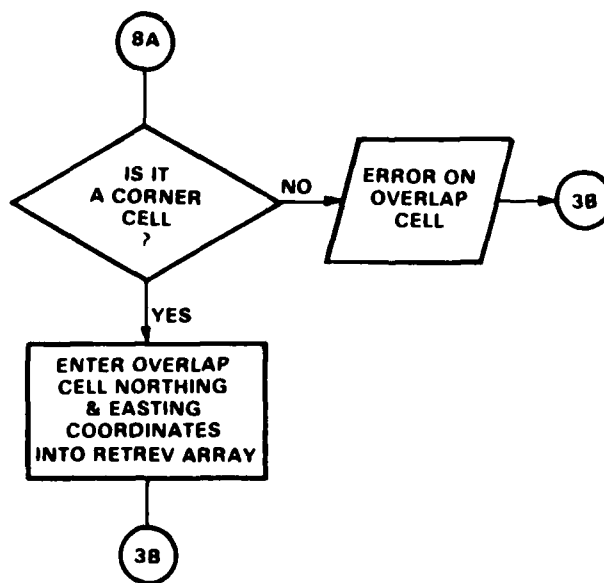 8A
IS IT
A CORNER
CELL
?
NO
ERROR ON
OVERLAP
CELL
3B
YES
ENTER OVERLAP
CELL NORTHING
& EASTING
COORDINATES
INTO RETREV ARRAY
3B